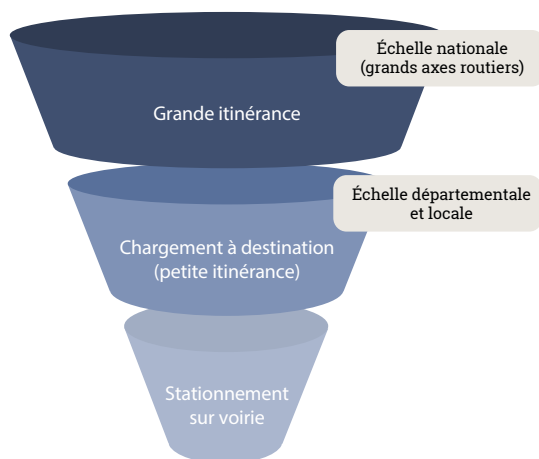 Échelle nationale
(grands axes routiers)
Grande itinérance
Échelle départementale
et locale
Chargement à destination
(petite itinérance)
Stationnement
sur voirie